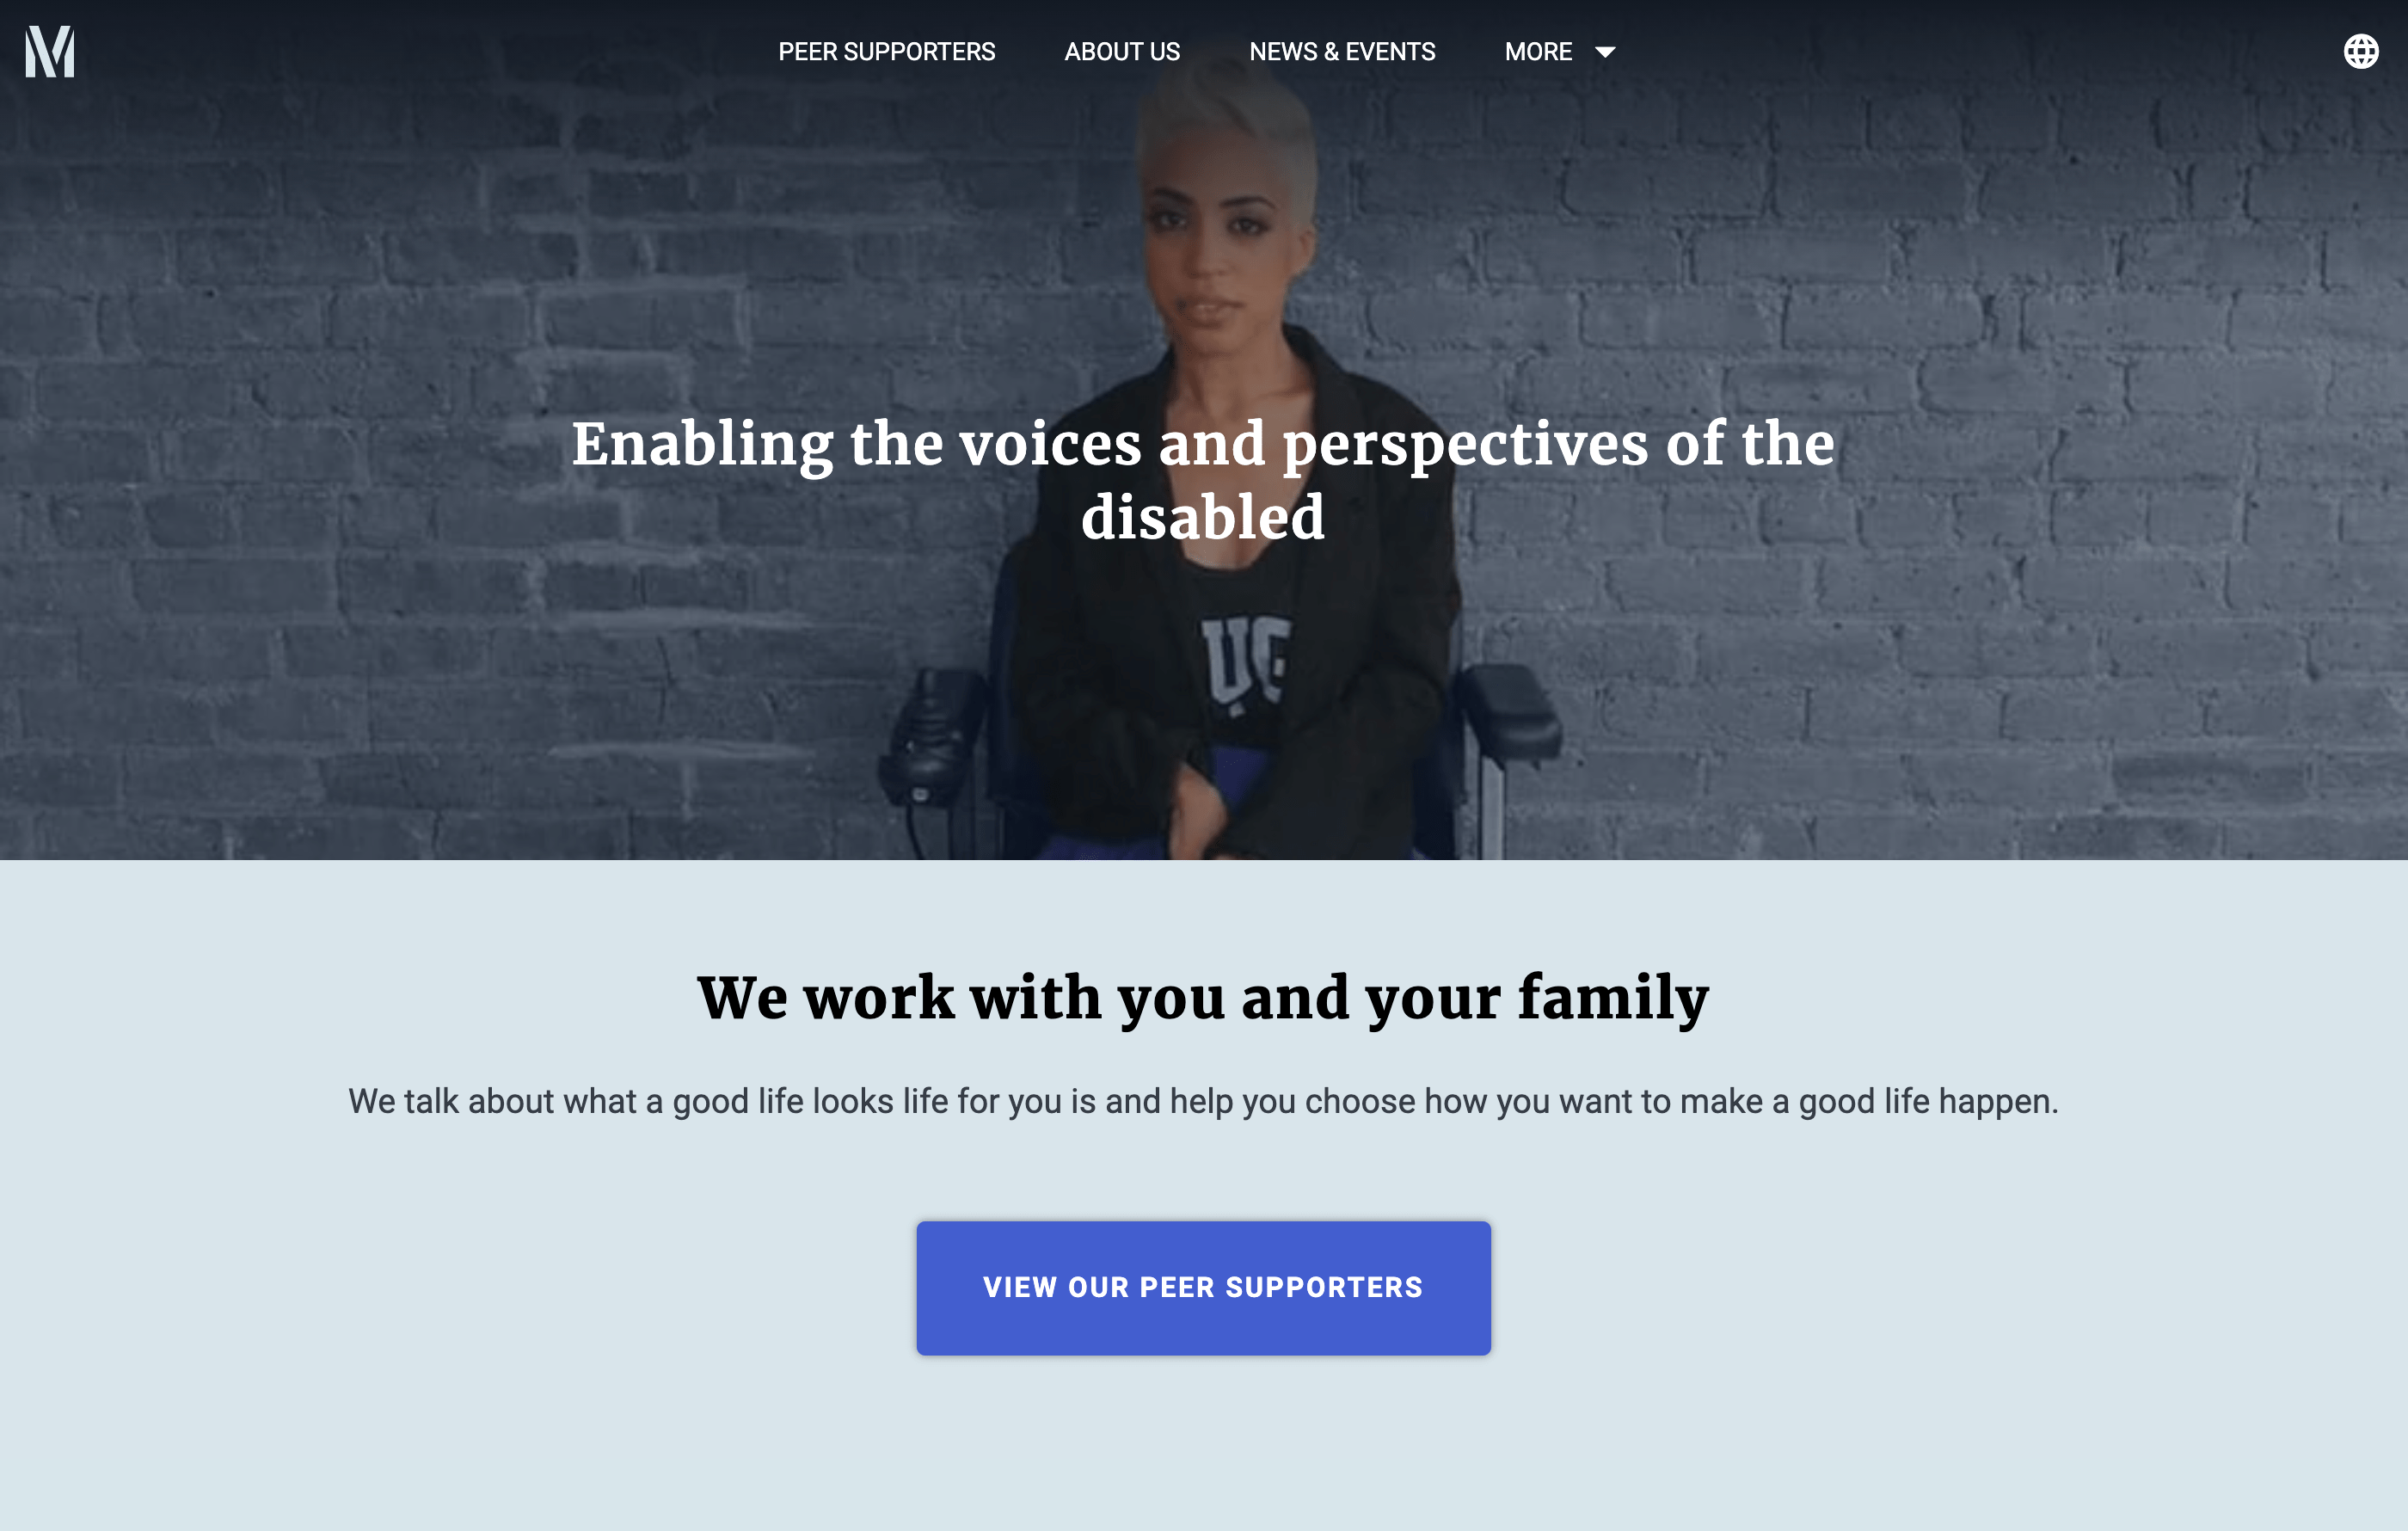 M
PEER SUPPORTERS ABOUT US NEWS & EVENTS MORE
Enabling the voices and perspectives of the
disabled
UG
We work with you and your family
We talk about what a good life looks life for you is and help you choose how you want to make a good life happen.
VIEW OUR PEER SUPPORTERS